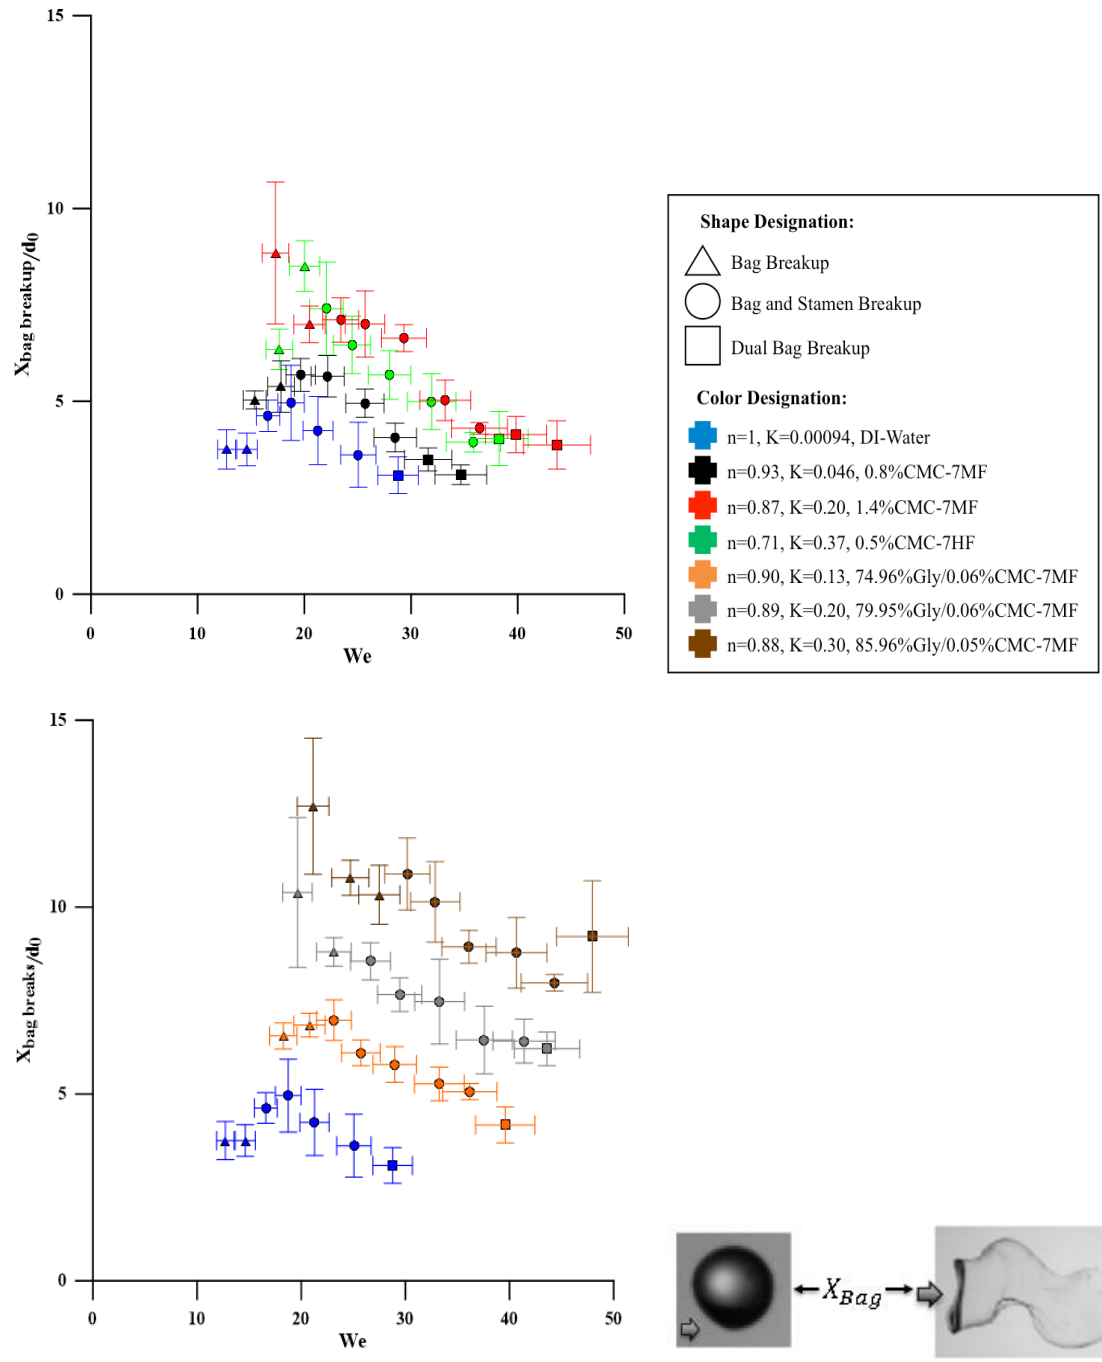 15
10
5
0
X_bag breakup/d_0
0 10 20 30 40 50
We
Shape Designation:
Bag Breakup
Bag and Stamen Breakup
Dual Bag Breakup
Color Designation:
n=1, K=0.00094, DI-Water
n=0.93, K=0.046, 0.8%CMC-7MF
n=0.87, K=0.20, 1.4%CMC-7MF
n=0.71, K=0.37, 0.5%CMC-7HF
n=0.90, K=0.13, 74.96%Gly/0.06%CMC-7MF
n=0.89, K=0.20, 79.95%Gly/0.06%CMC-7MF
n=0.88, K=0.30, 85.96%Gly/0.05%CMC-7MF
15
10
5
0
X_bag breaks/d_0
0 10 20 30 40 50
We
X_Bag